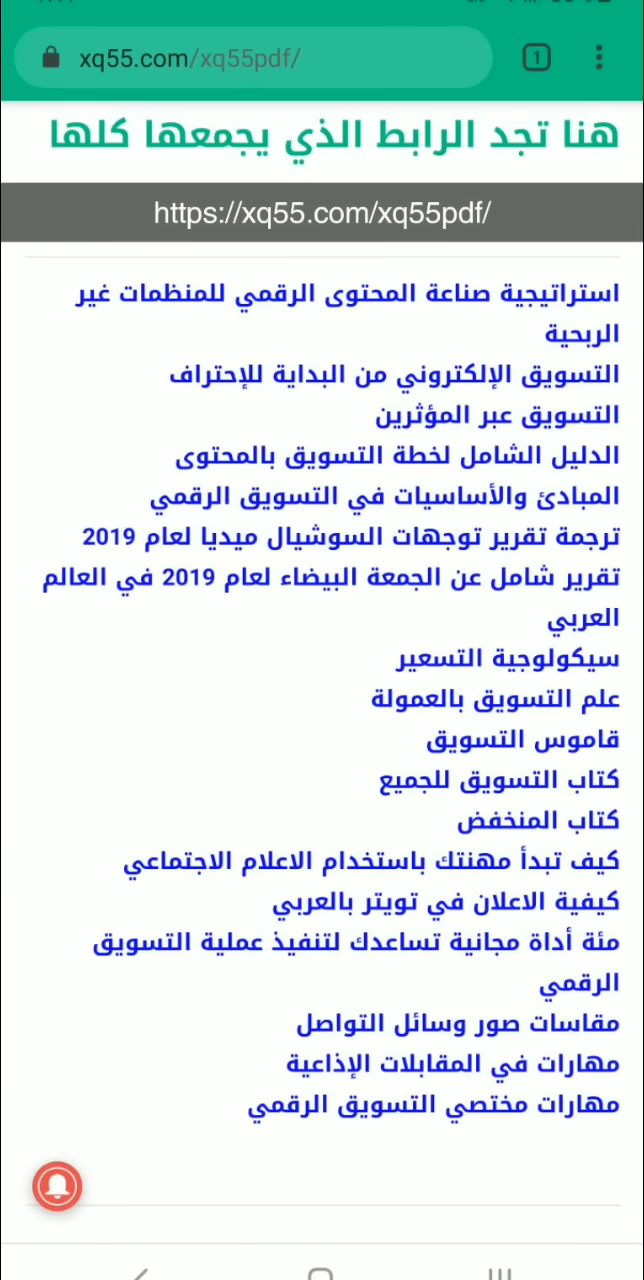 xq55.com/xq55pdf/
1
هنا تجد الرابط الذي يجمعها كلها
https://xq55.com/xq55pdf/
استراتيجية صناعة المحتوى الرقمي للمنظمات غير
الربحية
التسويق الإلكتروني من البداية للإحتراف
التسويق عبر المؤثرين
الدليل الشامل لخطة التسويق بالمحتوى
المبادئ والأساسيات في التسويق الرقمي
ترجمة تقرير توجهات السوشيال ميديا لعام 2019
تقرير شامل عن الجمعة البيضاء لعام 2019 في العالم
العربي
سيكولوجية التسعير
علم التسويق بالعمولة
قاموس التسويق
كتاب التسويق للجميع
كتاب المنخفض
كيف تبدأ مهنتك باستخدام الاعلام الاجتماعي
كيفية الاعلان في تويتر بالعربي
مئة أداة مجانية تساعدك لتنفيذ عملية التسويق
الرقمي
مقاسات صور وسائل التواصل
مهارات في المقابلات الإذاعية
مهارات مختصي التسويق الرقمي